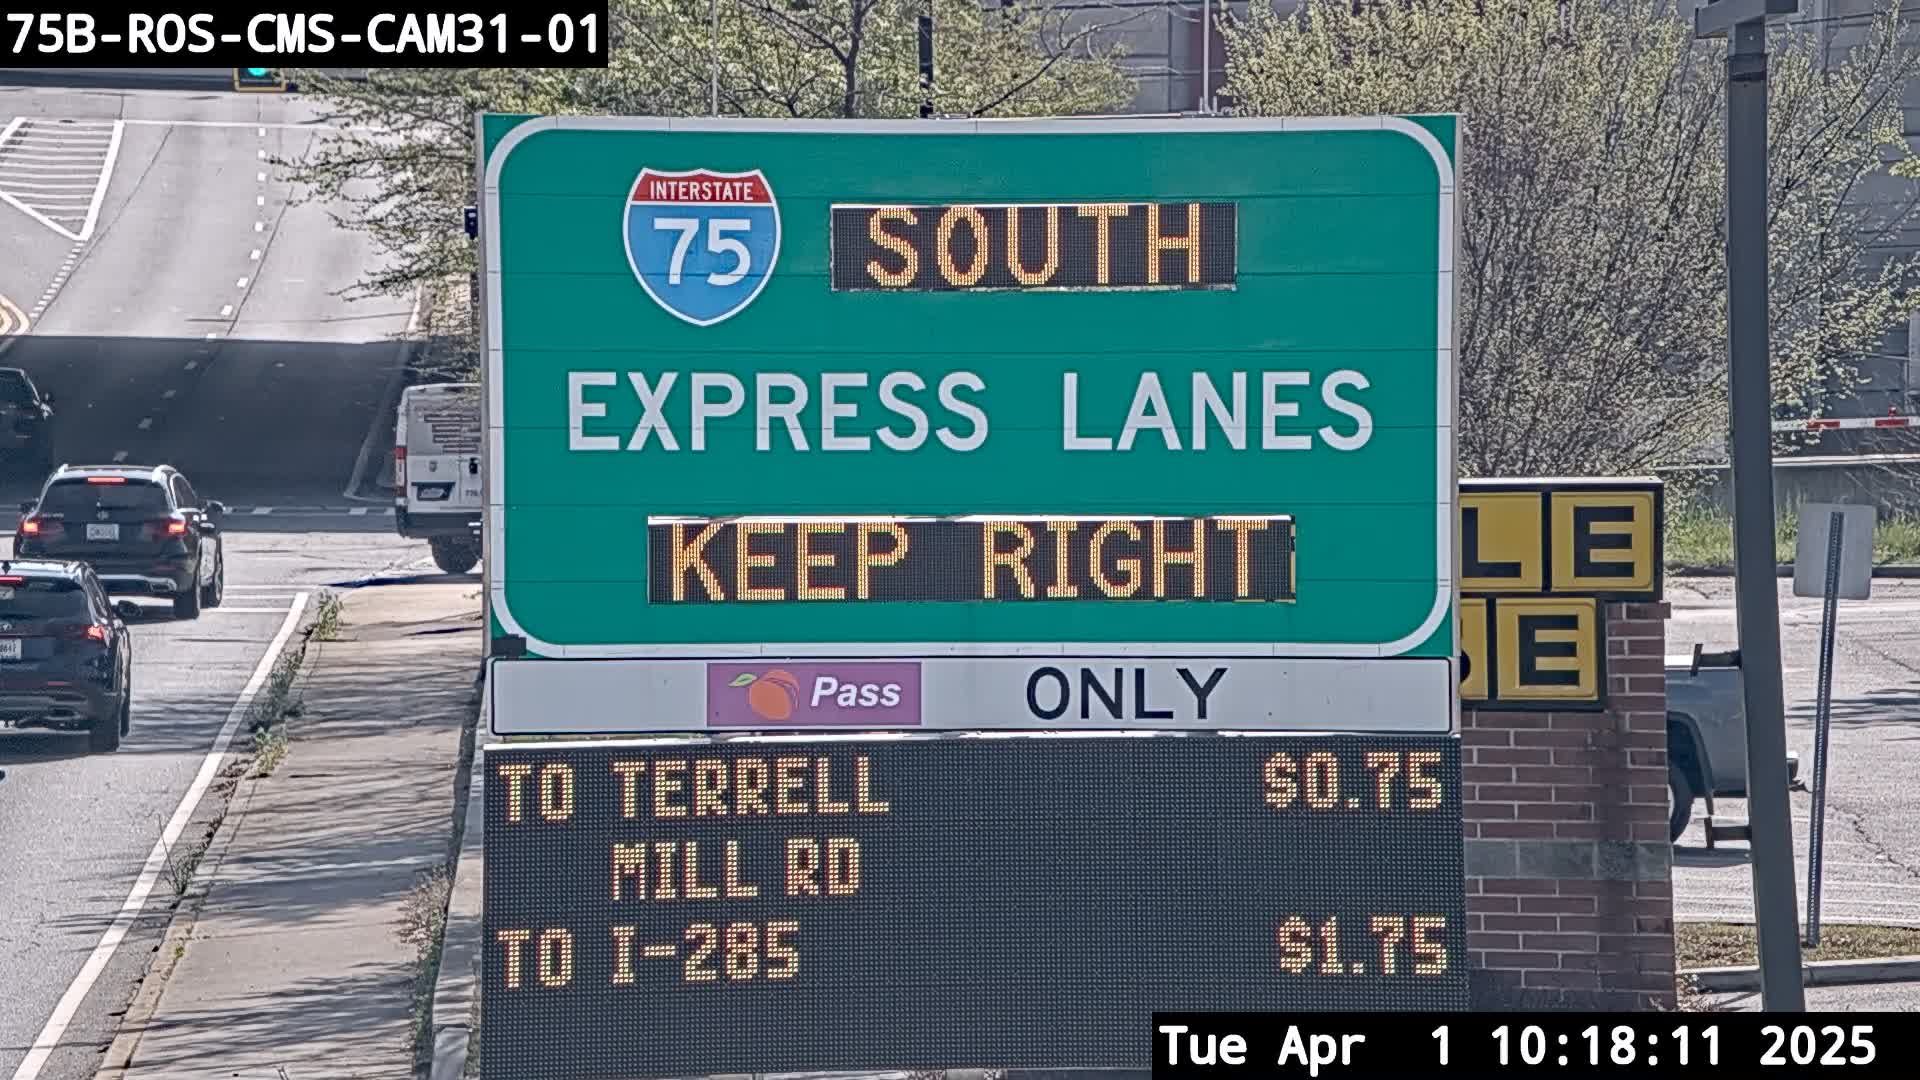 75B-ROS-CMS-CAM31-01
INTERSTATE
75
SOUTH
EXPRESS LANES
KEEP RIGHT
Pass ONLY
TO TERRELL $0.75
MILL RD
TO I-285 $1.75
LE
E
Tue Apr 1 10:18:11 2025